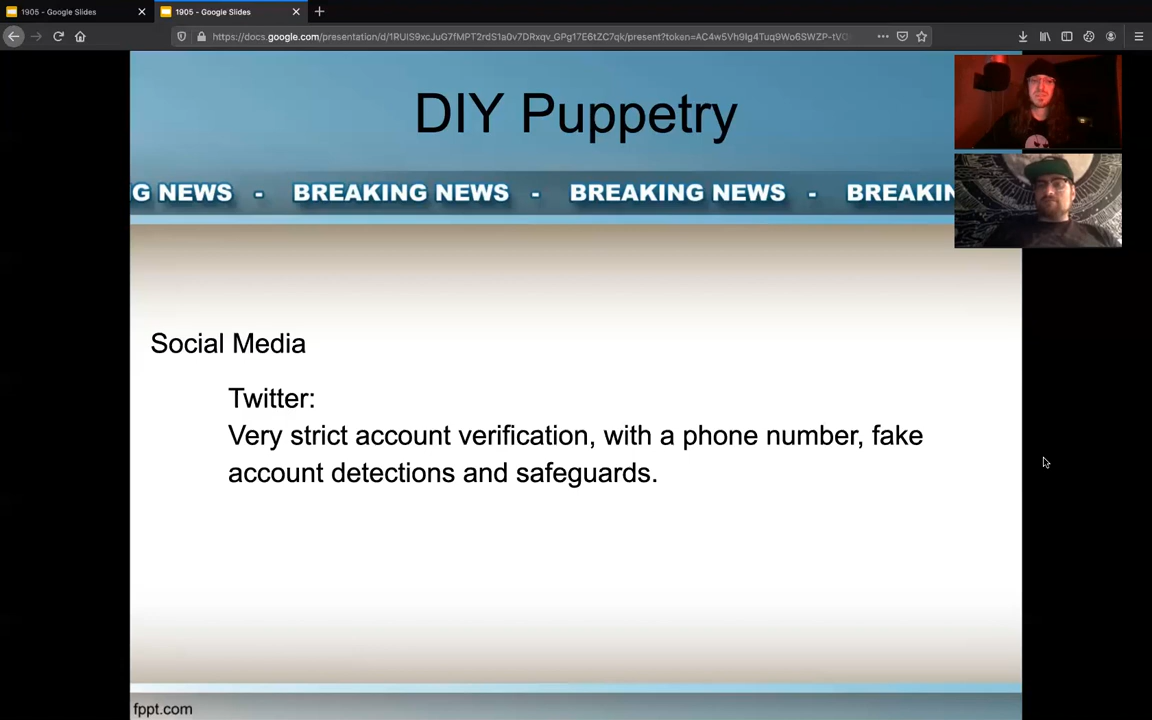 1905 - Google Slides
1905 - Google Slides
DIY Puppetry
G NEWS - BREAKING NEWS - BREAKING NEWS - BREAKIN
Social Media
Twitter:
Very strict account verification, with a phone number, fake
account detections and safeguards.
fppt.com